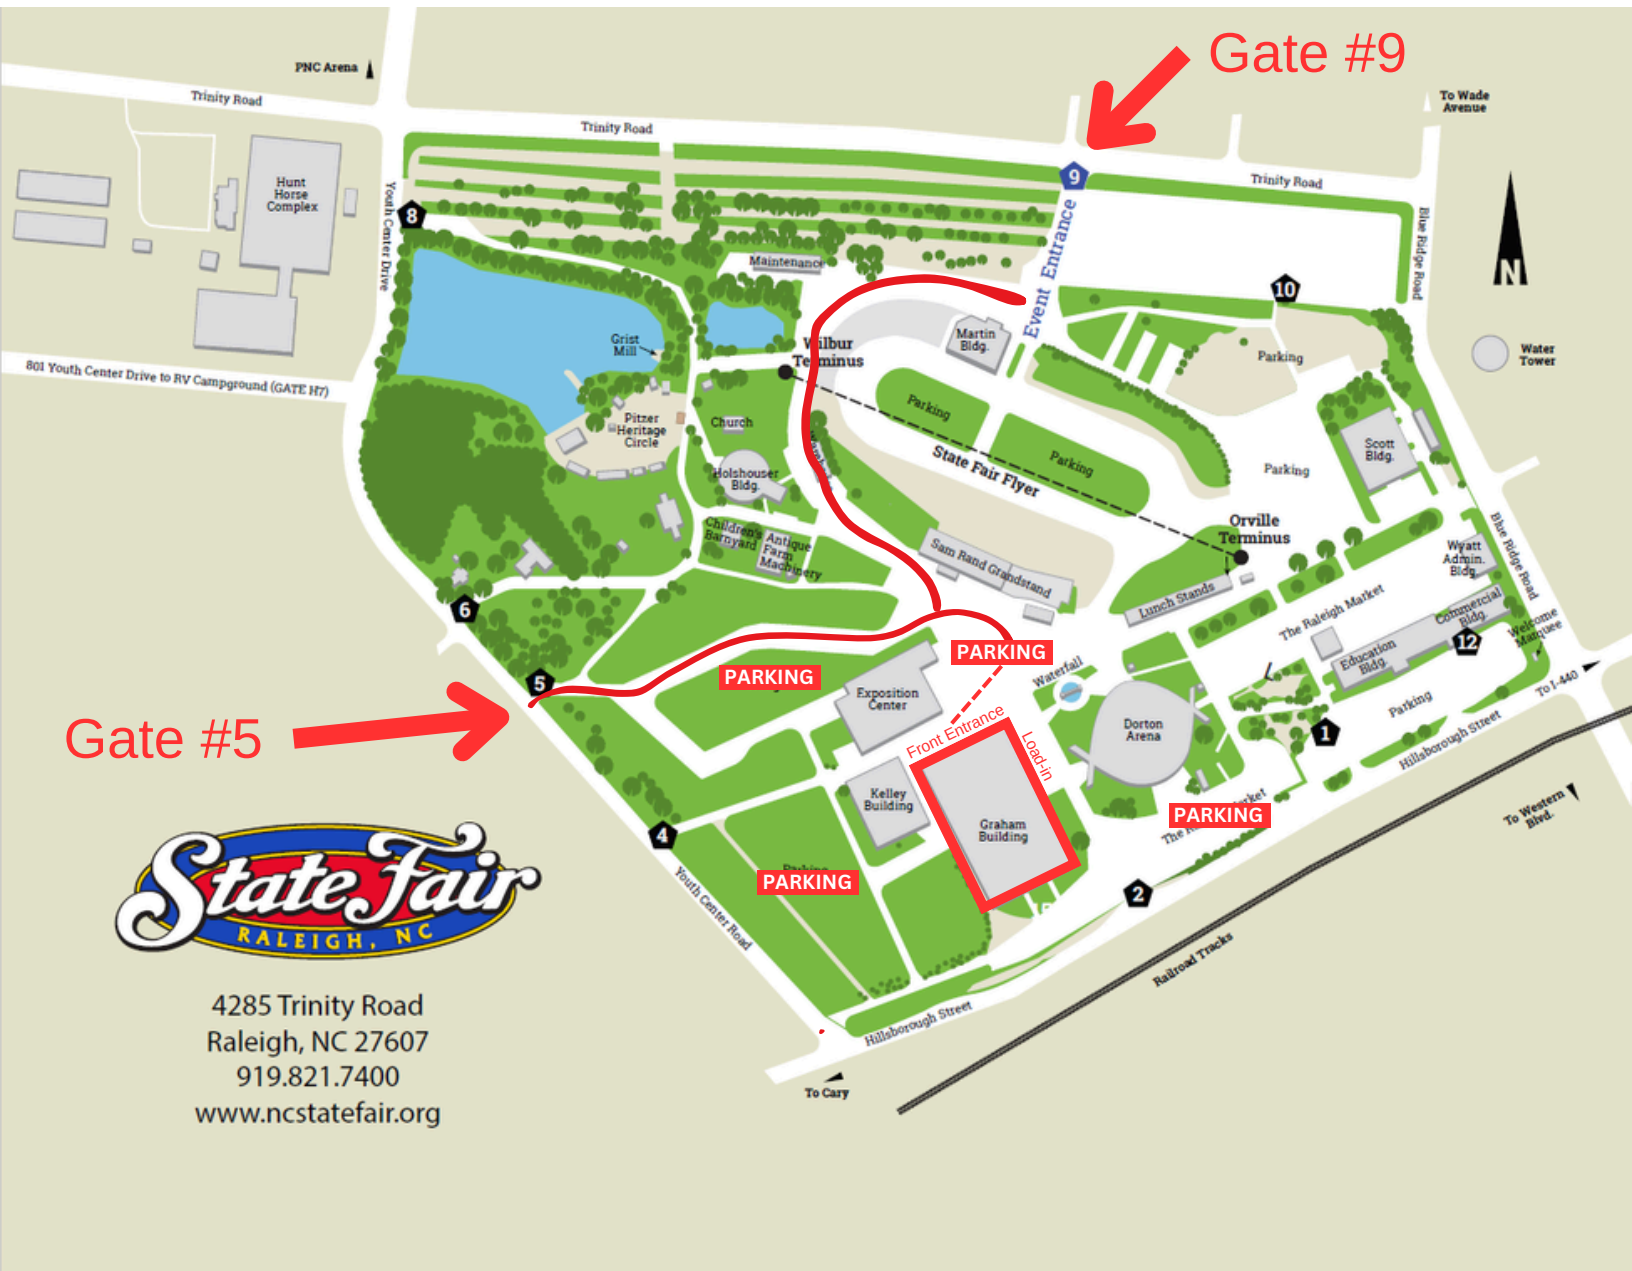 Gate #9
PNC Arena
To Wade
Avenue
Trinity Road
Trinity Road
Trinity Road
9
Hunt
Horse
Complex
Youth Center Drive
8
Event Entrance
Blue Ridge Road
N
Maintenance
10
Martin
Bldg.
Grist
Mill
Wilbur
Terminus
Parking
Water
Tower
801 Youth Center Drive to RV Campground (GATE H7)
Parking
Pitzer
Heritage
Circle
Church
Scott
Bldg.
State Fair Flyer
Parking
Parking
Holshouser
Bldg.
Children's
Barnyard
Antique
Farm
Machinery
Orville
Terminus
Sam Rand Grandstand
Wyatt
Admin.
Bldg.
Blue Ridge Road
Lunch Stands
The Raleigh Market
Commercial
Bldg.
6
Welcome
Marquee
12
PARKING
Education
Bldg.
5
PARKING
Waterfall
To I-440
Exposition
Center
Parking
Gate #5
Front Entrance
Load-in
Dorton
Arena
1
Hillsborough Street
Kelley
Building
PARKING
To Western
Blvd.
4
Graham
Building
State Fair
RALEIGH, NC
PARKING
2
Youth Center Road
Railroad Tracks
Hillsborough Street
To Cary
4285 Trinity Road
Raleigh, NC 27607
919.821.7400
www.ncstatefair.org